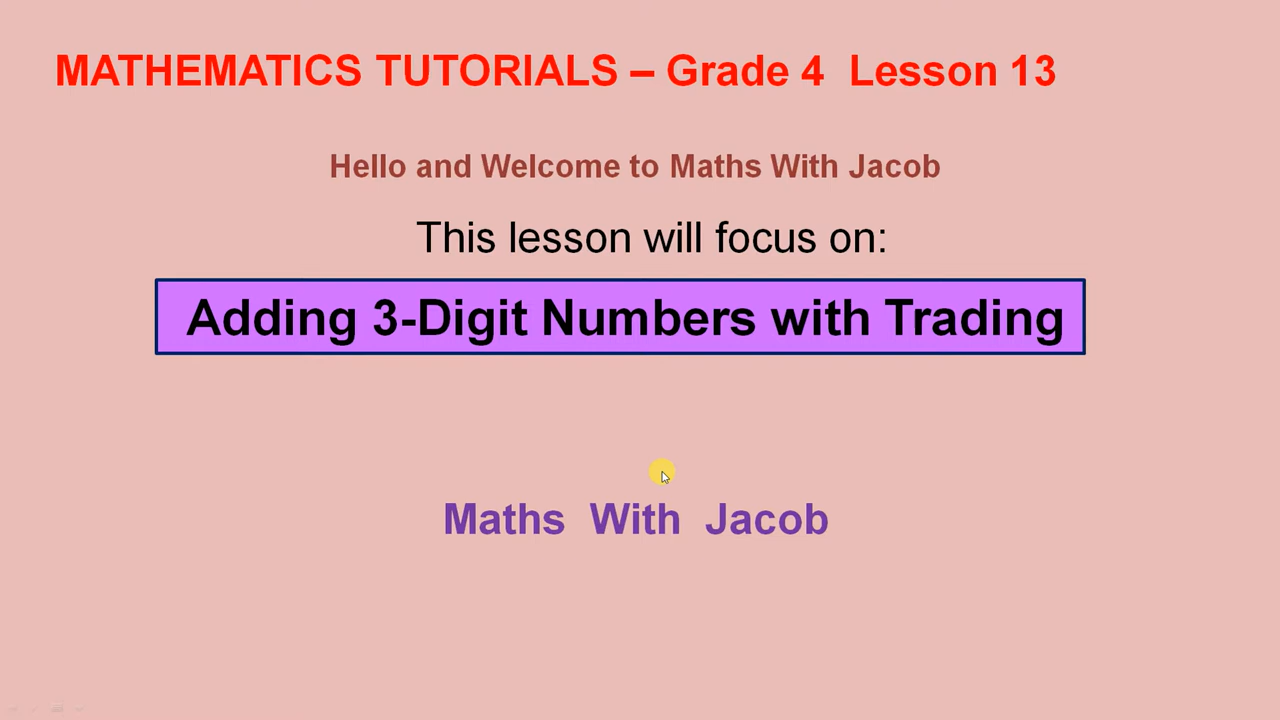 MATHEMATICS TUTORIALS – Grade 4 Lesson 13
Hello and Welcome to Maths With Jacob
This lesson will focus on:
Adding 3-Digit Numbers with Trading
Maths With Jacob